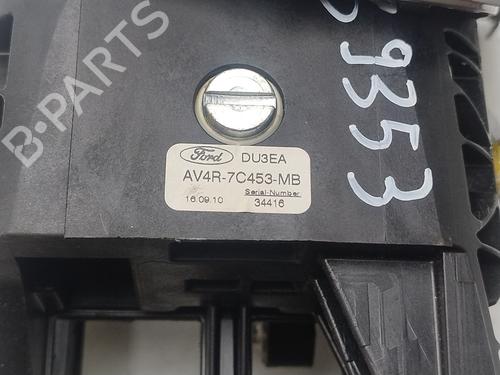 B-PARTS
9353
Ford DU3EA
AV4R-7C453-MB
Serial-Number
16.09.10 34416